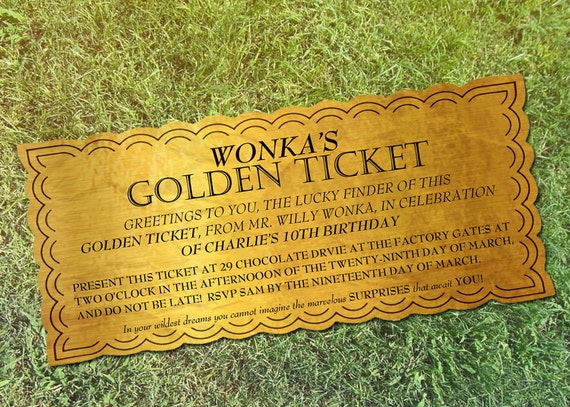 WONKA'S
GOLDEN TICKET
GREETINGS TO YOU, THE LUCKY FINDER OF THIS
GOLDEN TICKET, FROM MR. WILLY WONKA, IN CELEBRATION
OF CHARLIE'S 10TH BIRTHDAY
PRESENT THIS TICKET AT 29 CHOCOLATE DRVIE AT THE FACTORY GATES AT
TWO O'CLOCK IN THE AFTERNOOON OF THE TWENTY-NINTH DAY OF MARCH,
AND DO NOT BE LATE! RSVP SAM BY THE NINETEENTH DAY OF MARCH.
In your wildest dreams you cannot imagine the marvelous SURPRISES that await YOU!